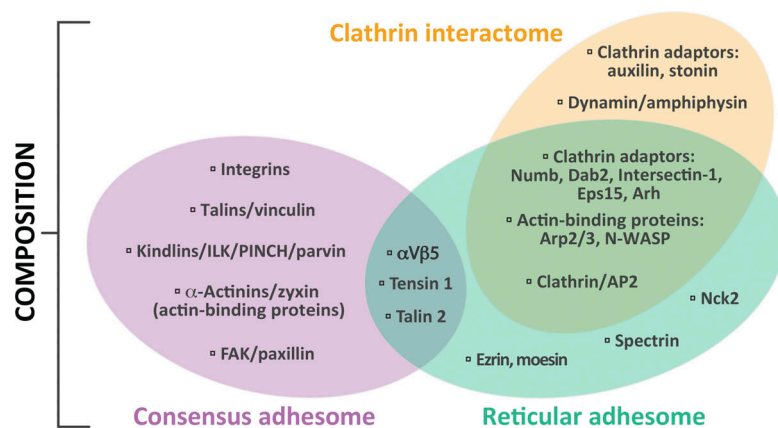 Clathrin interactome
▫ Clathrin adaptors:
auxilin, stonin
▫ Dynamin/amphiphysin
COMPOSITION
▫ Integrins
▫ Talins/vinculin
▫ Kindlins/ILK/PINCH/parvin
▫ α-Actinins/zyxin
(actin-binding proteins)
▫ FAK/paxillin
▫ αVβ5
▫ Tensin 1
▫ Talin 2
▫ Clathrin adaptors:
Numb, Dab2, Intersectin-1,
Eps15, Arh
▫ Actin-binding proteins:
Arp2/3, N-WASP
▫ Clathrin/AP2
▫ Nck2
▫ Spectrin
▫ Ezrin, moesin
Consensus adhesome
Reticular adhesome